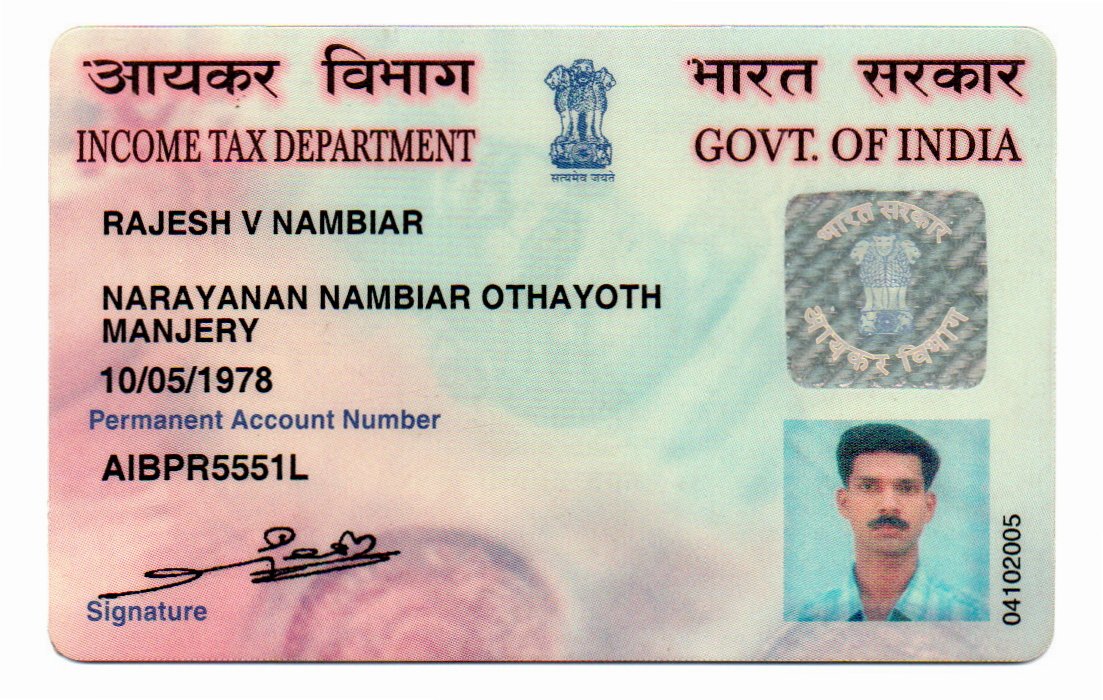 आयकर विभाग
भारत सरकार
INCOME TAX DEPARTMENT
GOVT. OF INDIA
सत्यमेव जयते
RAJESH V NAMBIAR
NARAYANAN NAMBIAR OTHAYOTH
MANJERY
10/05/1978
Permanent Account Number
AIBPR5551L
Signature
भारत सरकार
आयकर विभाग
04102005